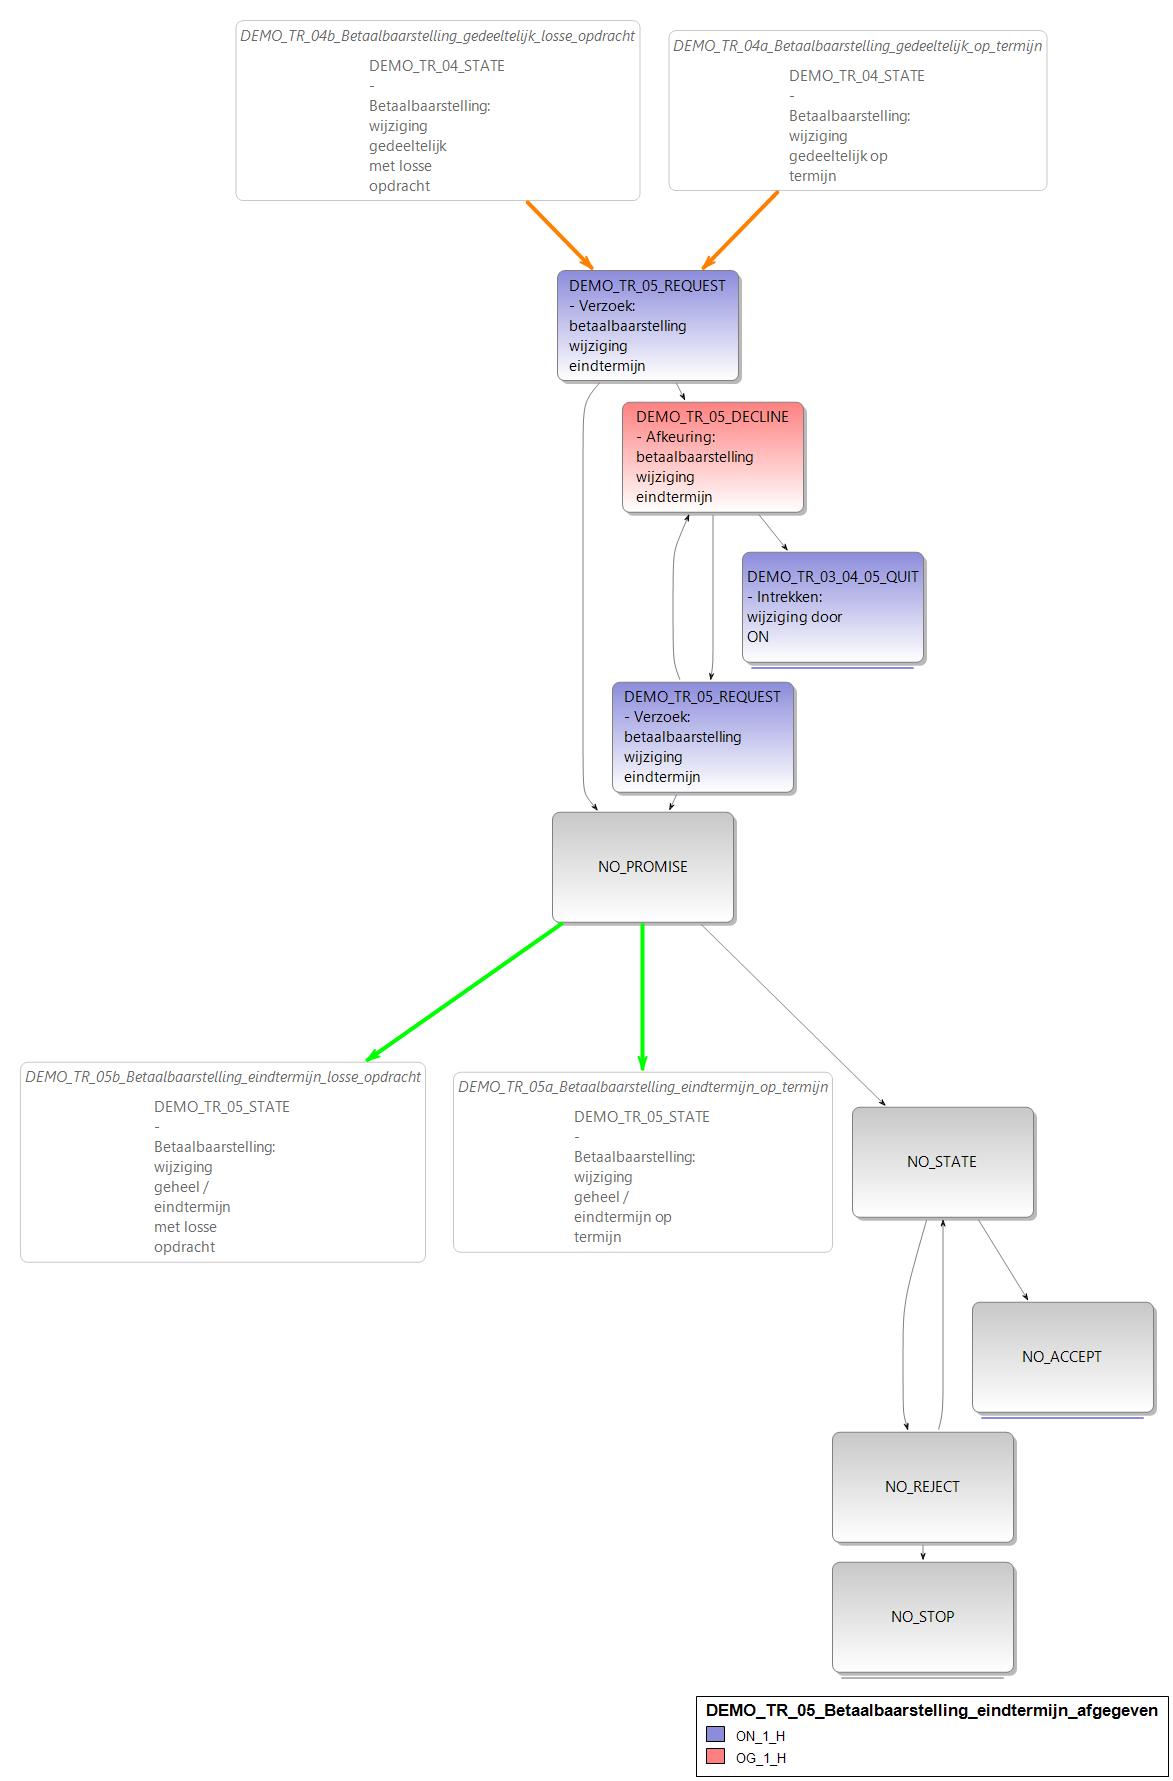 DEMO_TR_04b_Betaalbaarstelling_gedeeltelijk_losse_opdracht
DEMO_TR_04_STATE
-
Betaalbaarstelling:
wijziging
gedeeltelijk
met losse
opdracht
DEMO_TR_04a_Betaalbaarstelling_gedeeltelijk_op_termijn
DEMO_TR_04_STATE
-
Betaalbaarstelling:
wijziging
gedeeltelijk op
termijn
DEMO_TR_05_REQUEST
- Verzoek:
betaalbaarstelling
wijziging
eindtermijn
DEMO_TR_05_DECLINE
- Afkeuring:
betaalbaarstelling
wijziging
eindtermijn
DEMO_TR_03_04_05_QUIT
- Intrekken:
wijziging door
ON
DEMO_TR_05_REQUEST
- Verzoek:
betaalbaarstelling
wijziging
eindtermijn
NO_PROMISE
DEMO_TR_05b_Betaalbaarstelling_eindtermijn_losse_opdracht
DEMO_TR_05_STATE
-
Betaalbaarstelling:
wijziging
geheel /
eindtermijn
met losse
opdracht
DEMO_TR_05a_Betaalbaarstelling_eindtermijn_op_termijn
DEMO_TR_05_STATE
-
Betaalbaarstelling:
wijziging
geheel /
eindtermijn op
termijn
NO_STATE
NO_ACCEPT
NO_REJECT
NO_STOP
DEMO_TR_05_Betaalbaarstelling_eindtermijn_afgegeven
ON_1_H
OG_1_H